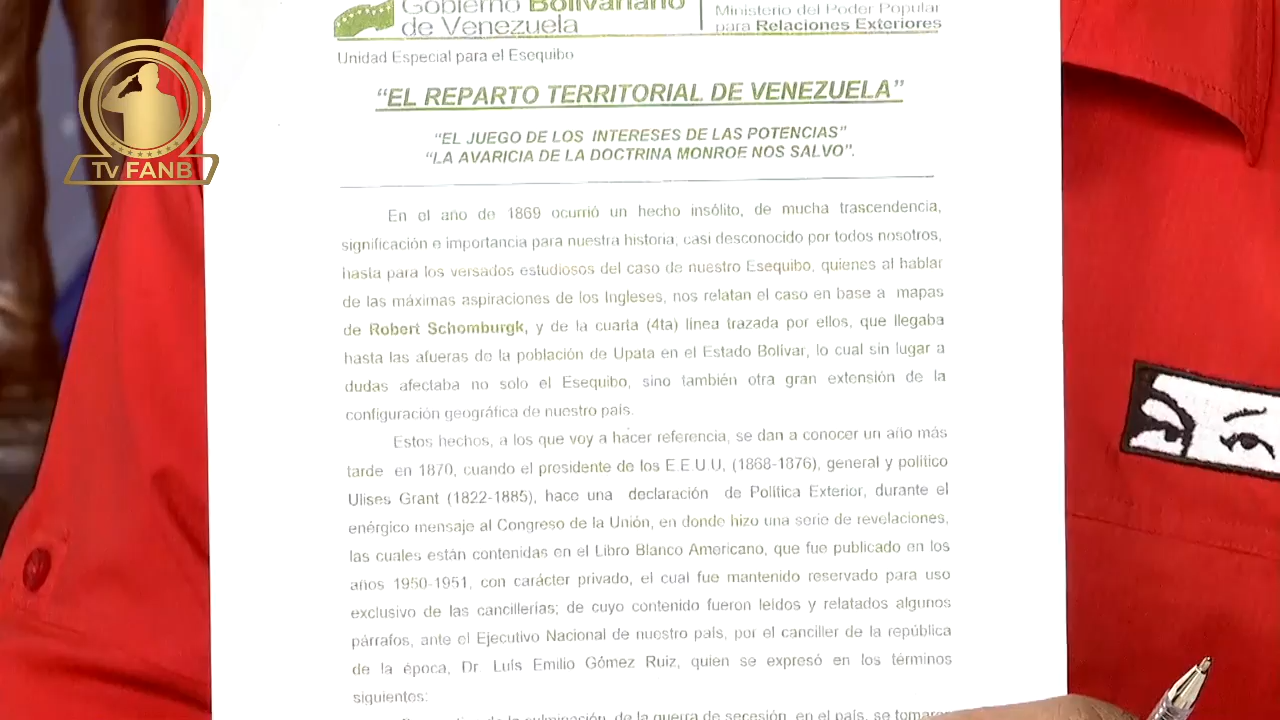 Gobierno Bolivariano
de Venezuela
Ministerio del Poder Popular
para Relaciones Exteriores
Unidad Especial para el Esequibo
Tv FANB
“EL REPARTO TERRITORIAL DE VENEZUELA”
“EL JUEGO DE LOS INTERESES DE LAS POTENCIAS”
“LA AVARICIA DE LA DOCTRINA MONROE NOS SALVO”.
En el año de 1869 ocurrió un hecho insólito, de mucha trascendencia,
significación e importancia para nuestra historia, casi desconocido por todos nosotros,
hasta para los versados estudiosos del caso de nuestro Esequibo, quienes al hablar
de las máximas aspiraciones de los Ingleses, nos relatan el caso en base a mapas
de Robert Schomburgk, y de la cuarta (4ta) línea trazada por ellos, que llegaba
hasta las afueras de la población de Upata en el Estado Bolívar, lo cual sin lugar a
dudas afectaba no solo el Esequibo, sino también otra gran extensión de la
configuración geográfica de nuestro país.
Estos hechos, a los que voy a hacer referencia, se dan a conocer un año más
tarde en 1870, cuando el presidente de los E.E.U.U, (1868-1876), general y político
Ulises Grant (1822-1885), hace una declaración de Política Exterior, durante el
enérgico mensaje al Congreso de la Unión, en donde hizo una serie de revelaciones,
las cuales están contenidas en el Libro Blanco Americano, que fue publicado en los
años 1950-1951, con carácter privado, el cual fue mantenido reservado para uso
exclusivo de las cancillerías; de cuyo contenido fueron leídos y relatados algunos
párrafos, ante el Ejecutivo Nacional de nuestro país, por el canciller de la república
de la época, Dr. Luis Emilio Gómez Ruiz, quien se expresó en los términos
siguientes:
de la culminación de la guerra de secesión en el país, se tomaron